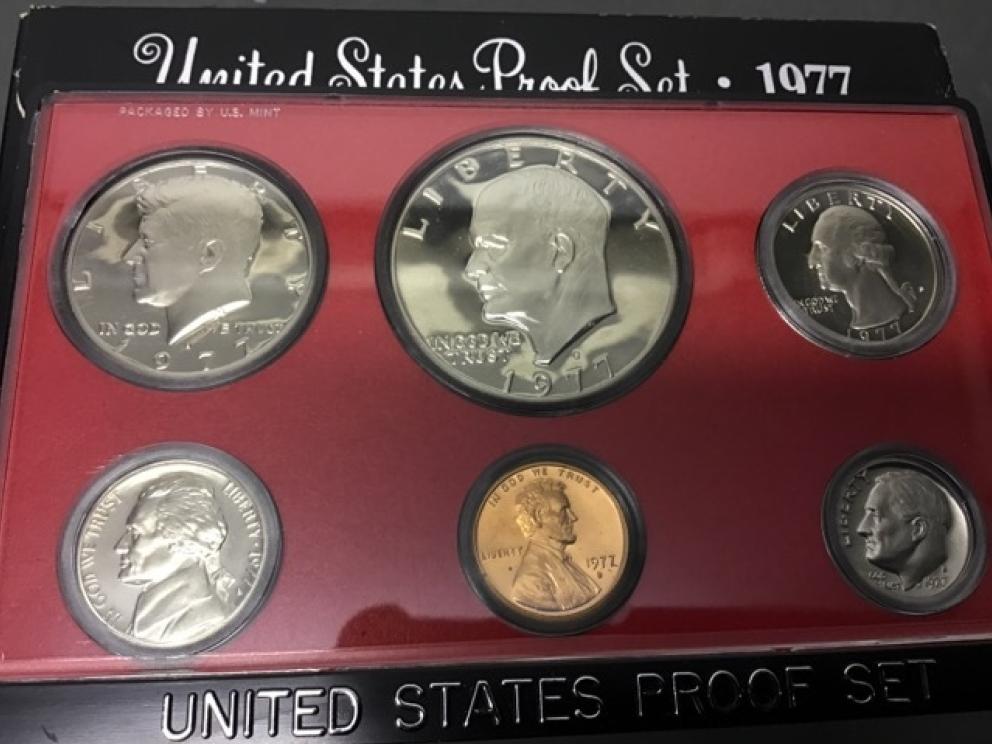 United States Proof Set • 1977
PACKAGED BY U.S. MINT
LIBERTY
IN GOD WE TRUST
1977
LIBERTY
IN GOD WE
TRUST
1977
LIBERTY
IN GOD WE
TRUST
1977
IN GOD WE TRUST
LIBERTY • 1977
IN GOD WE TRUST
LIBERTY
1977
LIBERTY
UNITED STATES PROOF SET